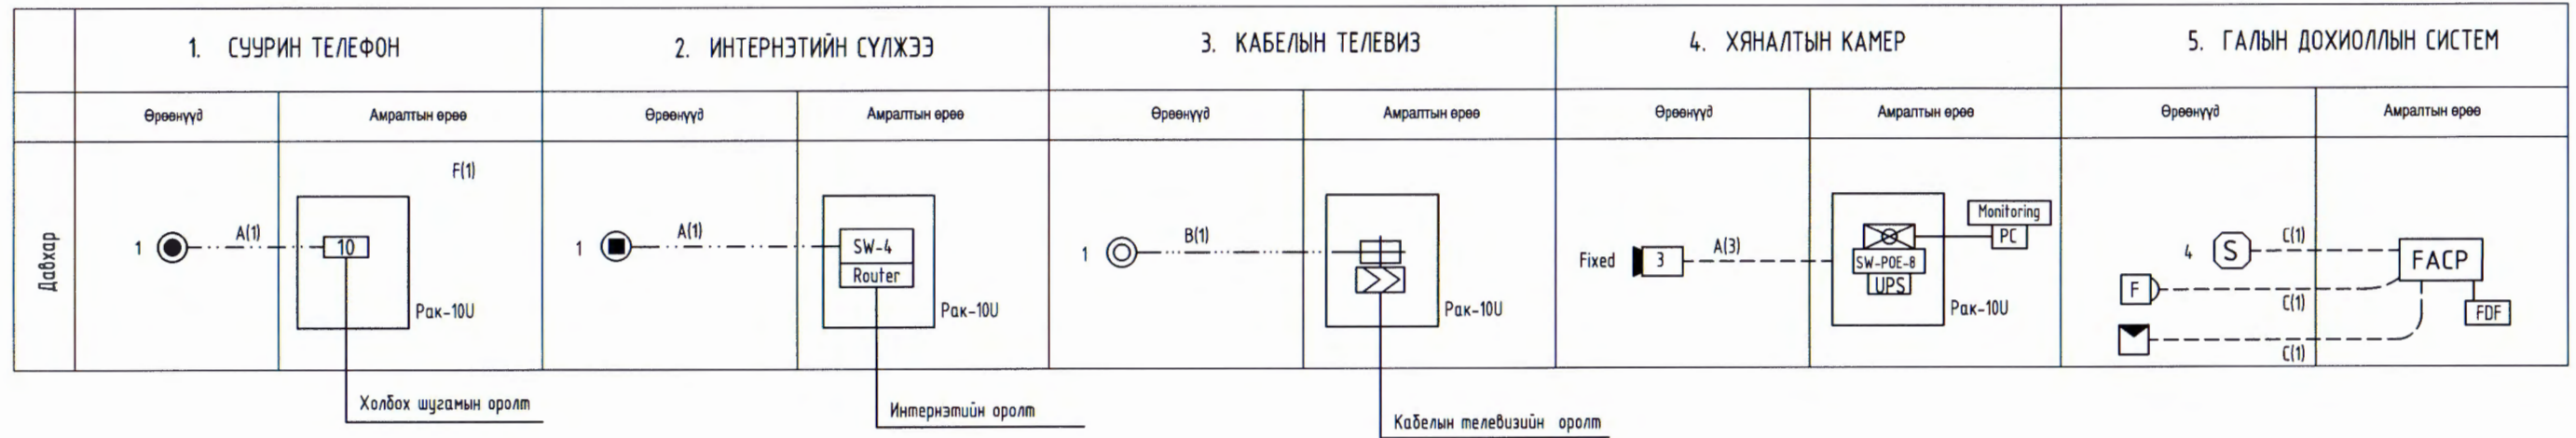 1. СУУРИН ТЕЛЕФОН
2. ИНТЕРНЭТИЙН СҮЛЖЭЭ
3. КАБЕЛЫН ТЕЛЕВИЗ
4. ХЯНАЛТЫН КАМЕР
5. ГАЛЫН ДОХИОЛЛЫН СИСТЕМ
Өрөөнүүд
Амралтын өрөө
Өрөөнүүд
Амралтын өрөө
Өрөөнүүд
Амралтын өрөө
Өрөөнүүд
Амралтын өрөө
Өрөөнүүд
Амралтын өрөө
Давхар
1
A(1)
F(1)
10
Рак-10U
Холбох шугамын оролт
1
A(1)
SW-4
Router
Рак-10U
Интернэтийн оролт
1
B(1)
Рак-10U
Кабелын телевизийн оролт
Fixed
3
A(3)
SW-POE-8
UPS
Monitoring
PC
Рак-10U
4
S
C(1)
F
C(1)
C(1)
FACP
FDF